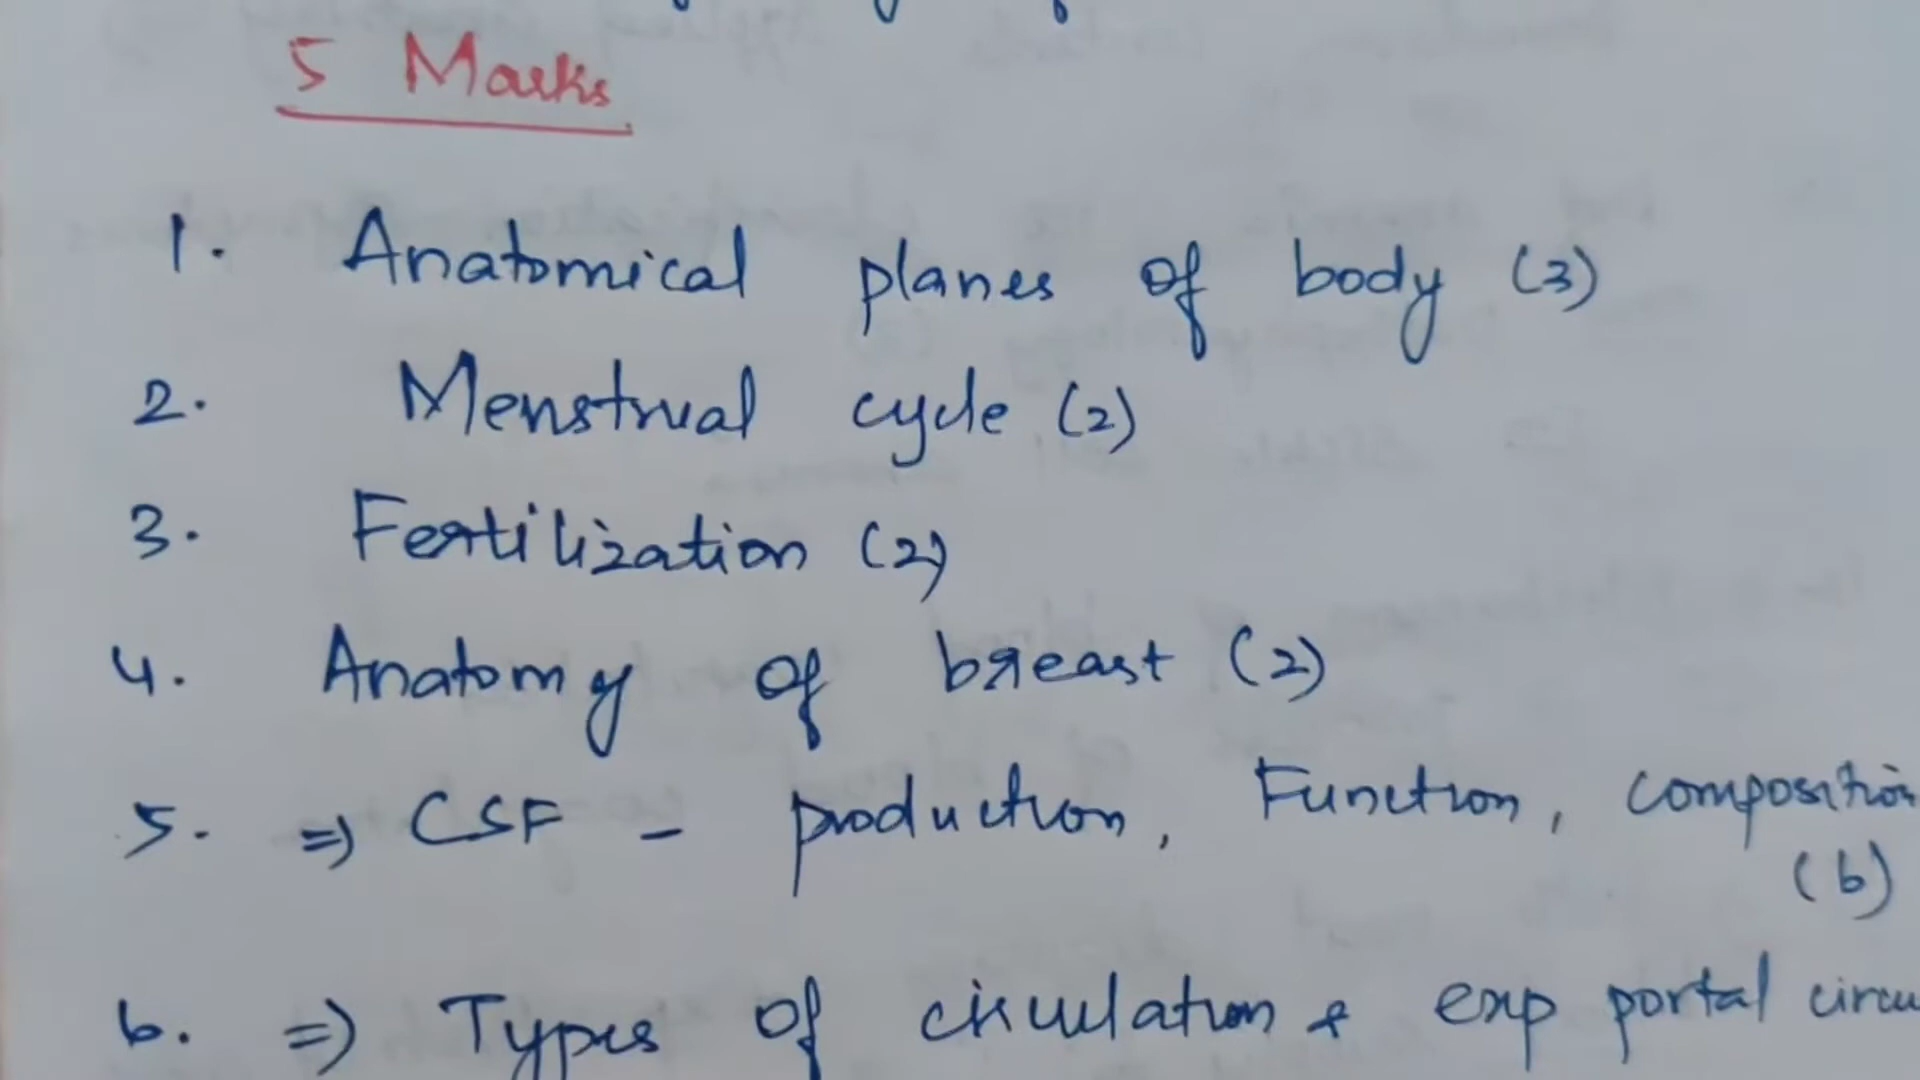 5 Marks
1. Anatomical planes of body (3)
2. Menstrual cycle (2)
3. Fertilization (2)
4. Anatomy of breast (2)
5. => CSF - production, Function, composition
(6)
6. => Types of circulation & exp portal circu